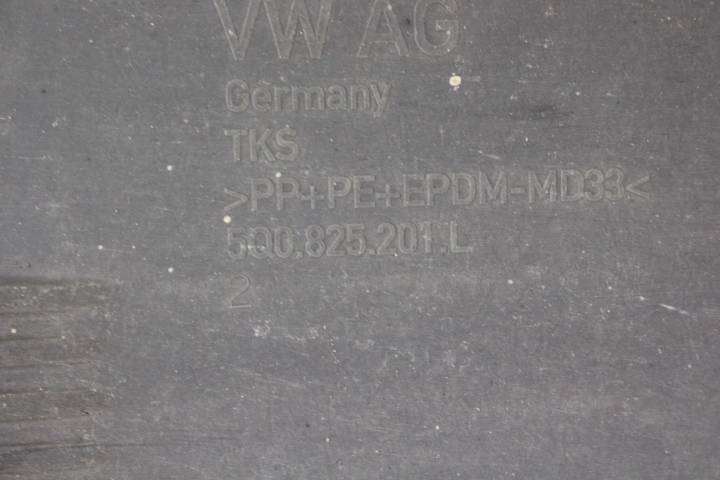 VW AG
Germany
TKS
>PP+PE+EPDM-MD33<
5Q0.825.201.L
2